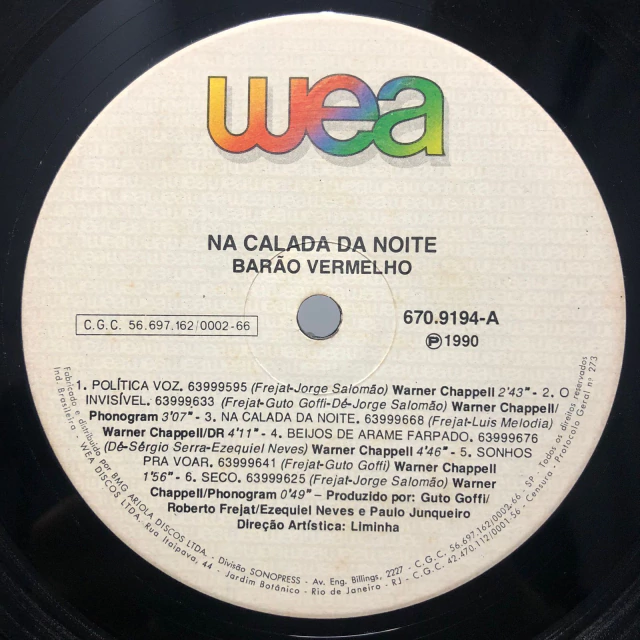 wea
NA CALADA DA NOITE
BARÃO VERMELHO
C.G.C. 56.697.162/0002-66
670.9194-A
℗ 1990
1. POLÍTICA VOZ. 63999595 (Frejat-Jorge Salomão) Warner Chappell 2'43" - 2. O
INVISÍVEL. 63999633 (Frejat-Guto Goffi-Dé-Jorge Salomão) Warner Chappell/
Phonogram 3'07" - 3. NA CALADA DA NOITE. 63999668 (Frejat-Luis Melodia)
Warner Chappell/DR 4'11" - 4. BEIJOS DE ARAME FARPADO. 63999676
(Dé-Sérgio Serra-Ezequiel Neves) Warner Chappell 4'46" - 5. SONHOS
PRA VOAR. 63999641 (Frejat-Guto Goffi) Warner Chappell
1'56" - 6. SECO. 63999625 (Frejat-Jorge Salomão) Warner
Chappell/Phonogram 0'49" – Produzido por: Guto Goffi/
Roberto Frejat/Ezequiel Neves e Paulo Junqueiro
Direção Artística: Liminha
Fabricado e distribuído por BMG ARIOLA DISCOS LTDA. - Divisão SONOPRESS - Av. Eng. Billings, 2227 - C.G.C. 56.697.162/0002-66 - SP - Todos os direitos reservados
Ind. Brasileira - WEA DISCOS LTDA. Rua Itaipava, 44 - Jardim Botânico - Rio de Janeiro - RJ - C.G.C. 42.470.112/0001-56 - Censura - Protocolo Geral nº 273